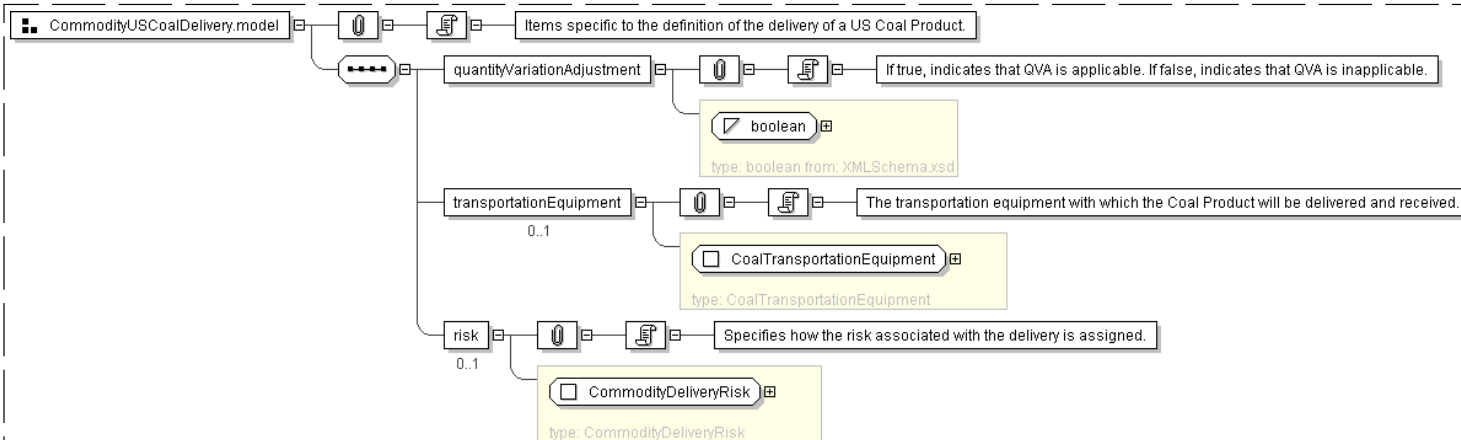 CommodityUSCoalDelivery.model
Items specific to the definition of the delivery of a US Coal Product.
quantityVariationAdjustment
If true, indicates that QVA is applicable. If false, indicates that QVA is inapplicable.
boolean
type: boolean from: XMLSchema.xsd
transportationEquipment
The transportation equipment with which the Coal Product will be delivered and received.
0..1
CoalTransportationEquipment
type: CoalTransportationEquipment
risk
Specifies how the risk associated with the delivery is assigned.
0..1
CommodityDeliveryRisk
type: CommodityDeliveryRisk